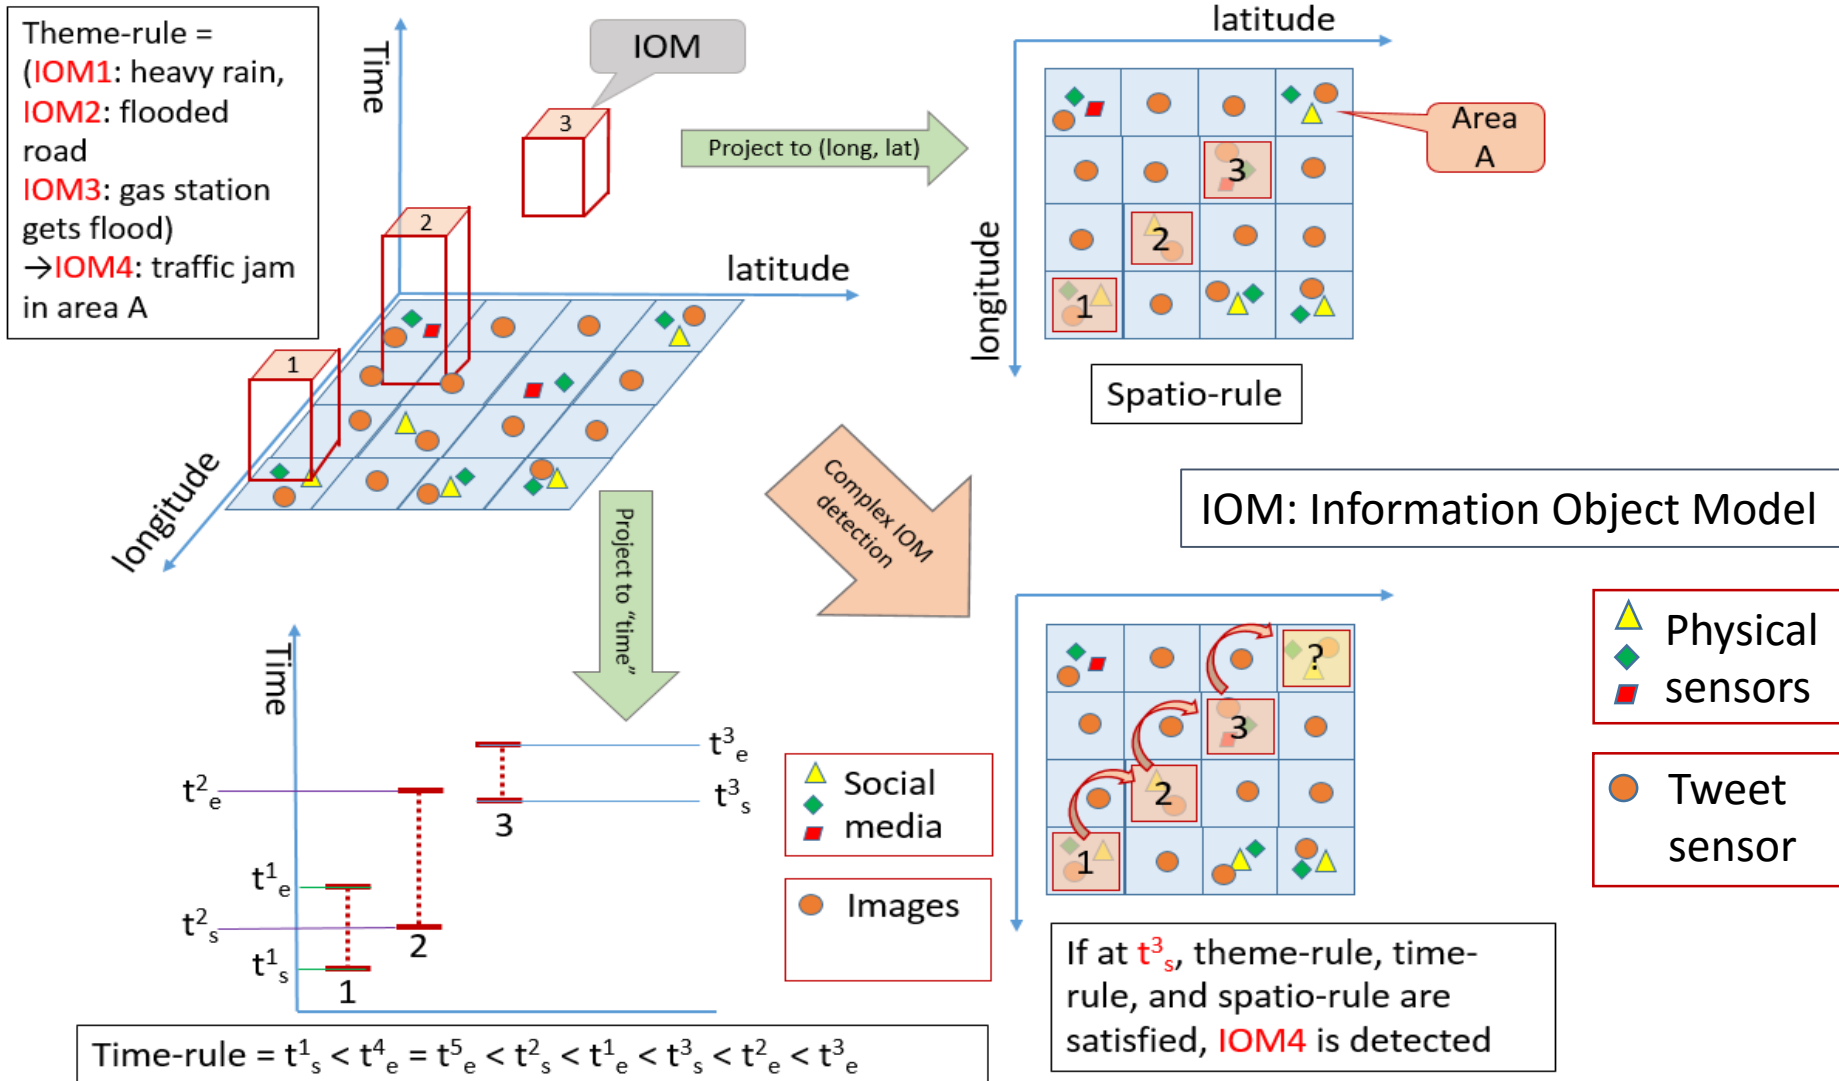 Theme-rule =
(IOM1: heavy rain,
IOM2: flooded
road
IOM3: gas station
gets flood)
→IOM4: traffic jam
in area A
Time
IOM
3
2
1
latitude
longitude
Project to (long, lat)
latitude
longitude
Area
A
3
2
1
Spatio-rule
Complex IOM
detection
Project to “time”
IOM: Information Object Model
Time
t³ₑ
t³ₛ
t²ₑ
t¹ₑ
t²ₛ
t¹ₛ
3
2
1
Social
media
Images
?
3
2
1
Physical
sensors
Tweet
sensor
If at t³ₛ, theme-rule, time-
rule, and spatio-rule are
satisfied, IOM4 is detected
Time-rule = t¹ₛ < t⁴ₑ = t⁵ₑ < t²ₛ < t¹ₑ < t³ₛ < t²ₑ < t³ₑ